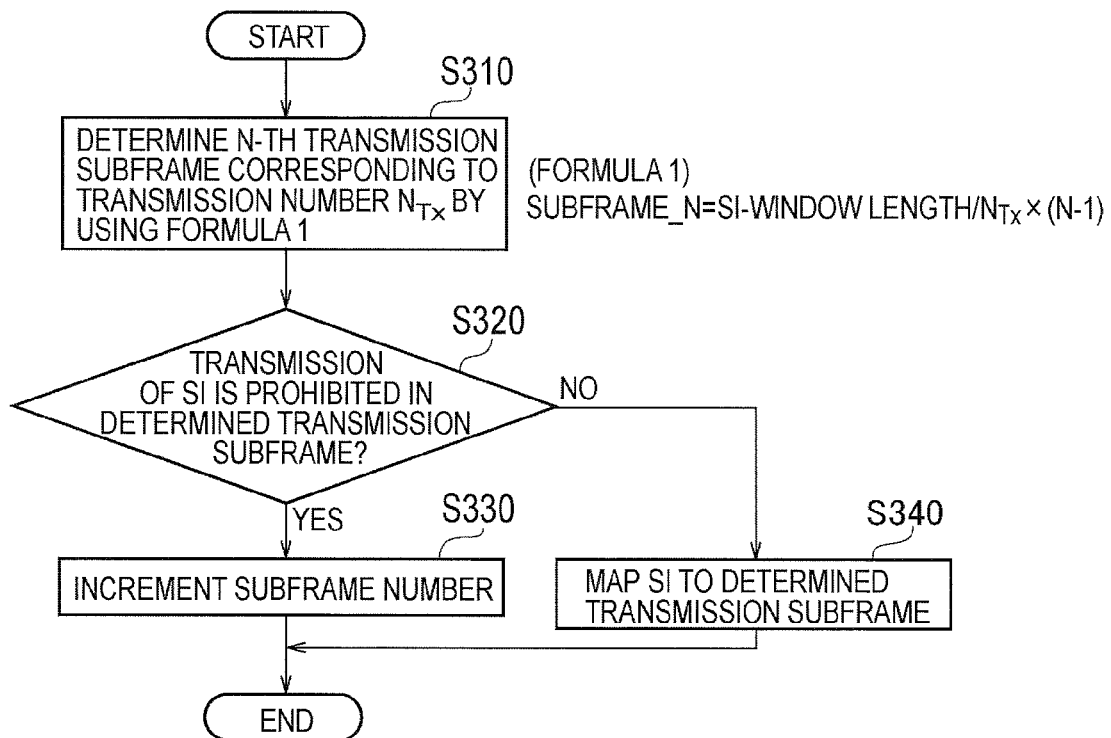 START
S310
DETERMINE N-TH TRANSMISSION
SUBFRAME CORRESPONDING TO
TRANSMISSION NUMBER NTx BY
USING FORMULA 1
(FORMULA 1)
SUBFRAME_N=SI-WINDOW LENGTH/NTx × (N-1)
S320
TRANSMISSION
OF SI IS PROHIBITED IN
DETERMINED TRANSMISSION
SUBFRAME?
NO
YES
S330
INCREMENT SUBFRAME NUMBER
S340
MAP SI TO DETERMINED
TRANSMISSION SUBFRAME
END